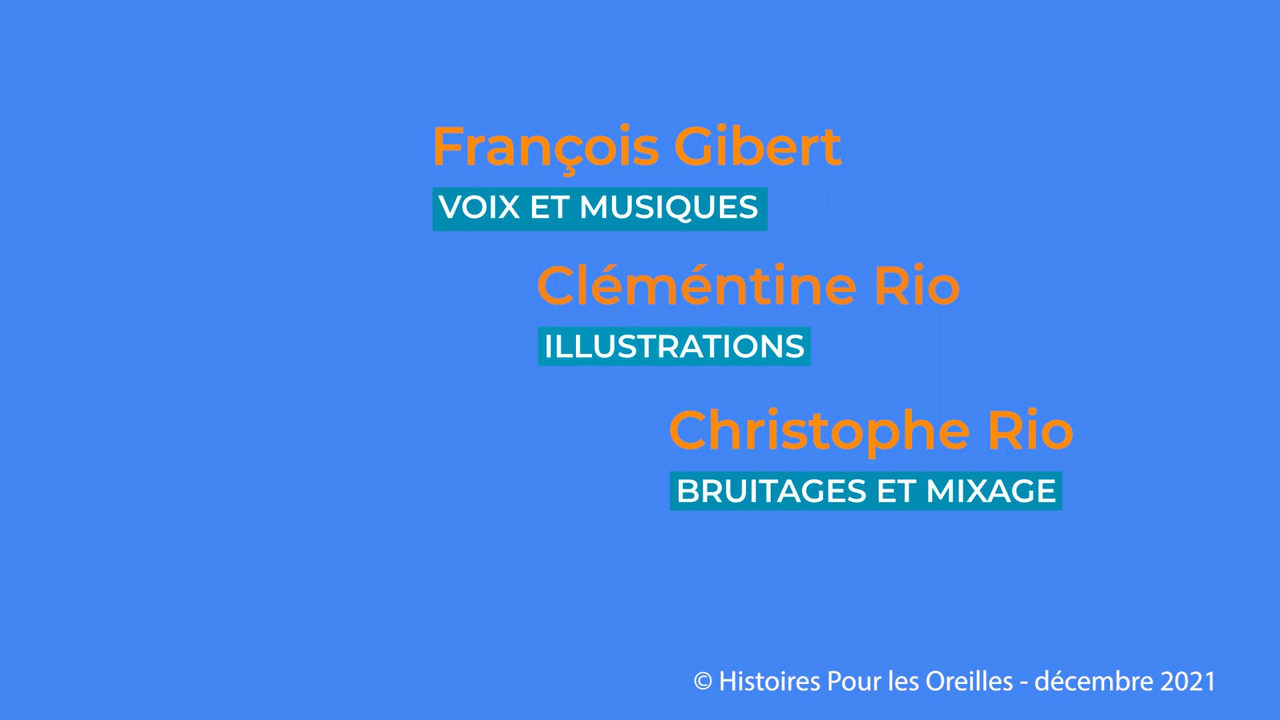 François Gibert
VOIX ET MUSIQUES
Cléméntine Rio
ILLUSTRATIONS
Christophe Rio
BRUITAGES ET MIXAGE
© Histoires Pour les Oreilles - décembre 2021